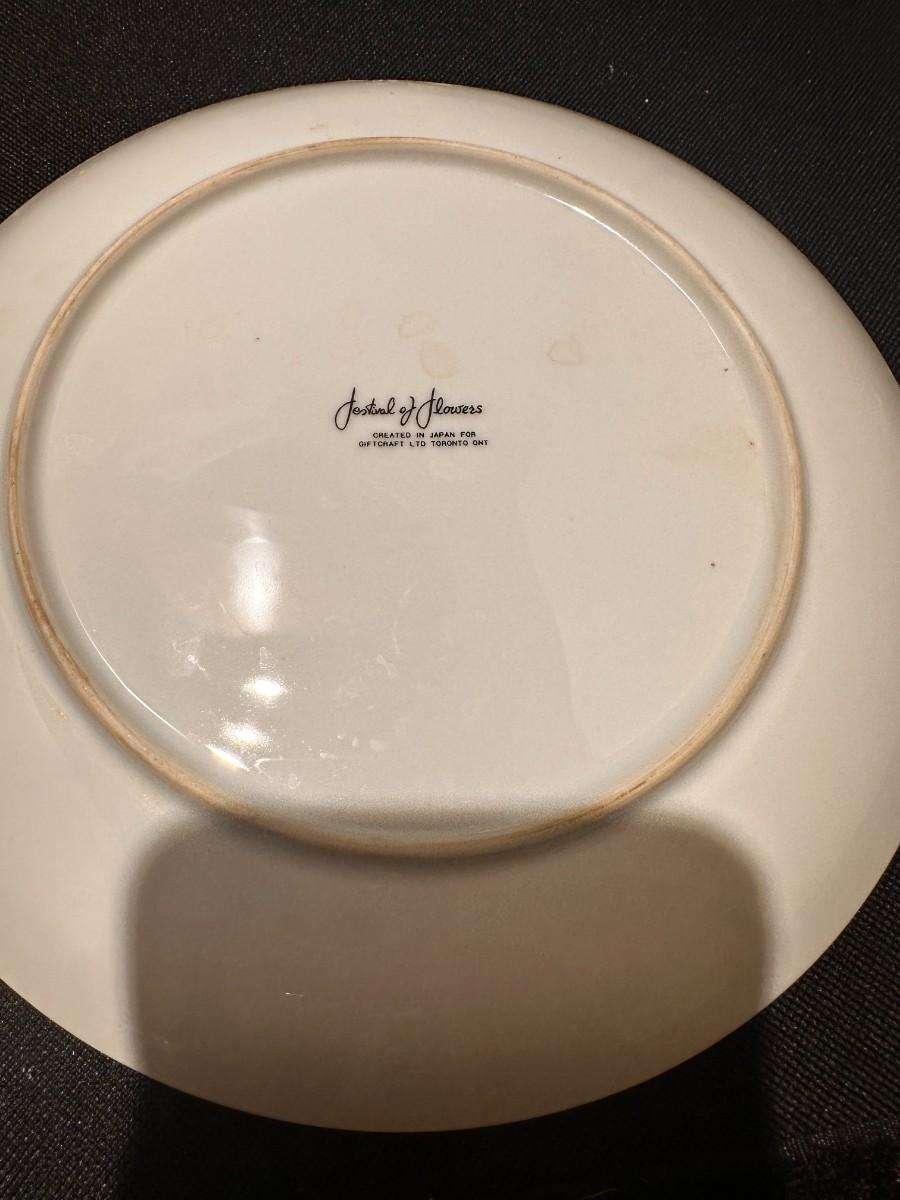 Festival of Flowers
CREATED IN JAPAN FOR
GIFTCRAFT LTD TORONTO ONT